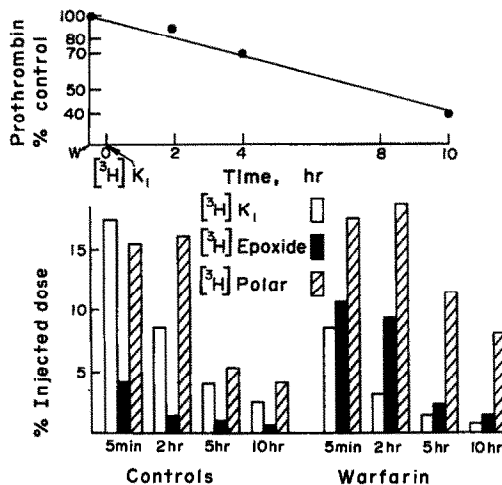 Prothrombin
% control
100
80
70
50
40
W
0
2
4
8
10
[³H] K₁
Time, hr
[³H] K₁
[³H] Epoxide
[³H] Polar
% Injected dose
15
10
5
5min 2hr 5hr 10hr
5min 2hr 5hr 10hr
Controls
Warfarin